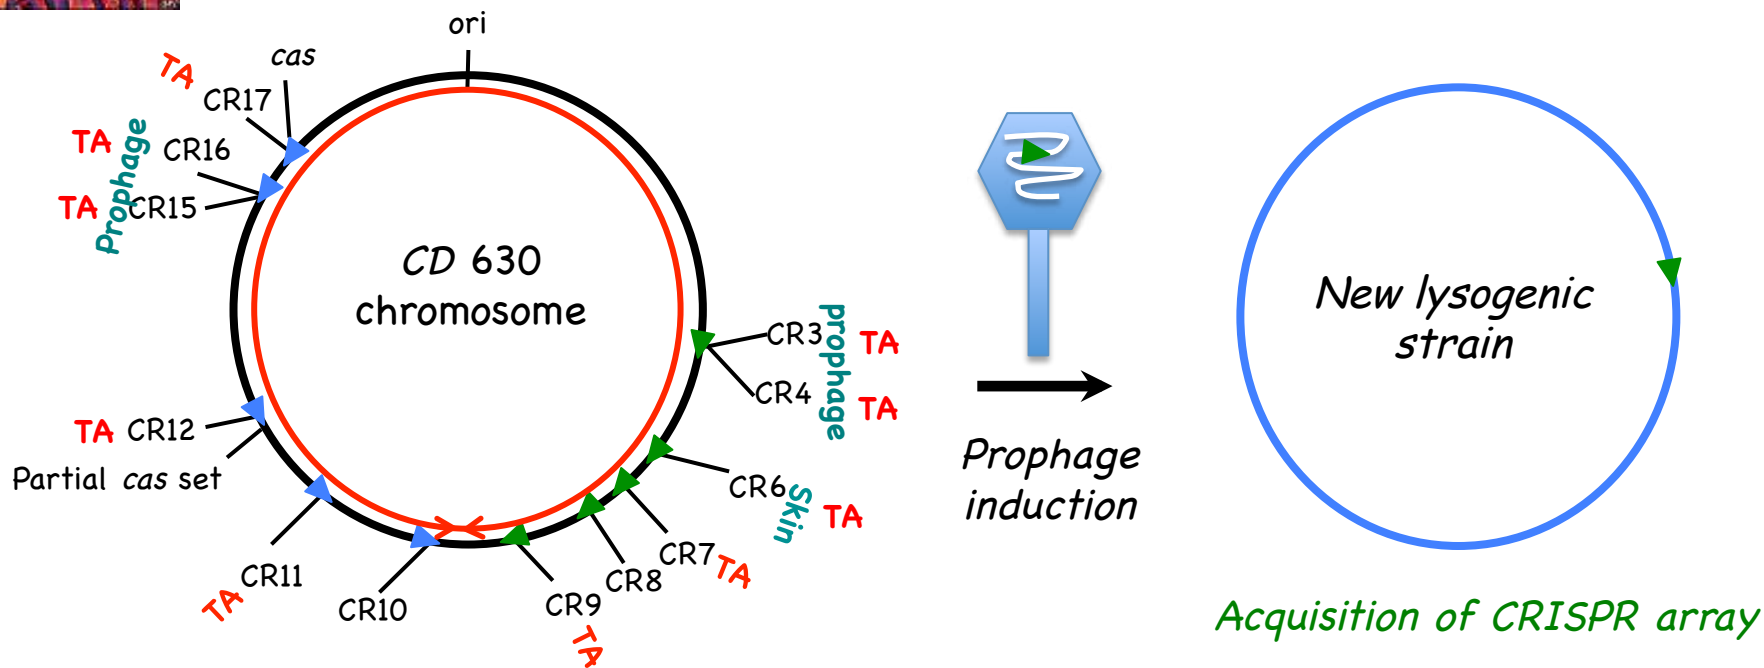 ori
cas
TA
CR17
TA
Prophage
CR16
TA
CR15
CD 630
chromosome
CR3
prophage
TA
CR4
TA
TA CR12
Partial cas set
CR6
Skin
TA
CR7
TA
CR8
CR9
TA
CR10
CR11
TA
Prophage
induction
New lysogenic
strain
Acquisition of CRISPR array